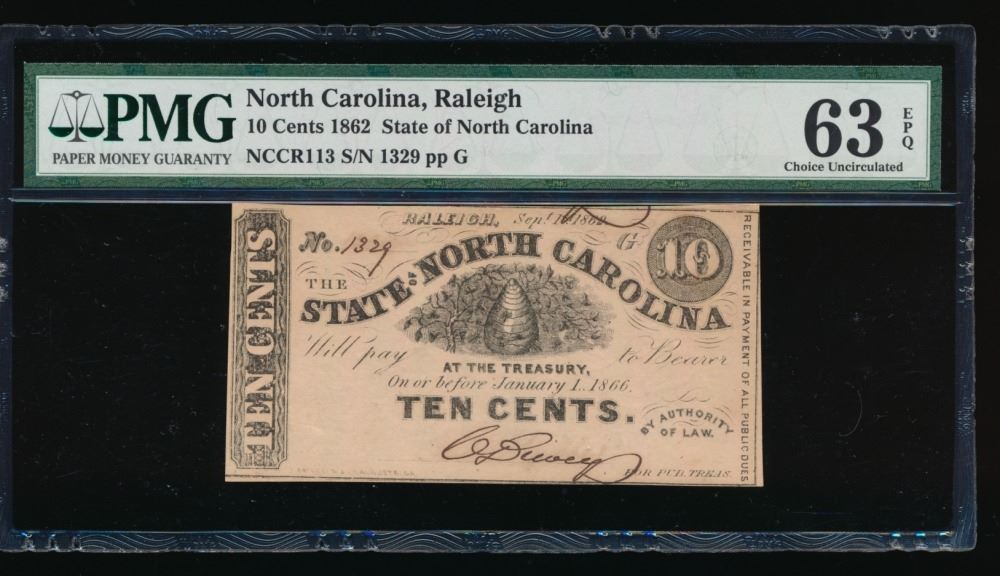 PMG
PAPER MONEY GUARANTY
North Carolina, Raleigh
10 Cents 1862 State of North Carolina
NCCR113 S/N 1329 pp G
63
EPQ
Choice Uncirculated
RALEIGH, Sept. 1, 1862
No. 1329
G
10
THE
STATE OF NORTH CAROLINA
Will pay to Bearer
AT THE TREASURY,
On or before January 1. 1866.
TEN CENTS.
BY AUTHORITY
OF LAW.
FOR PUB. TREAS.
TEN CENTS
RECEIVABLE IN PAYMENT OF ALL PUBLIC DUES